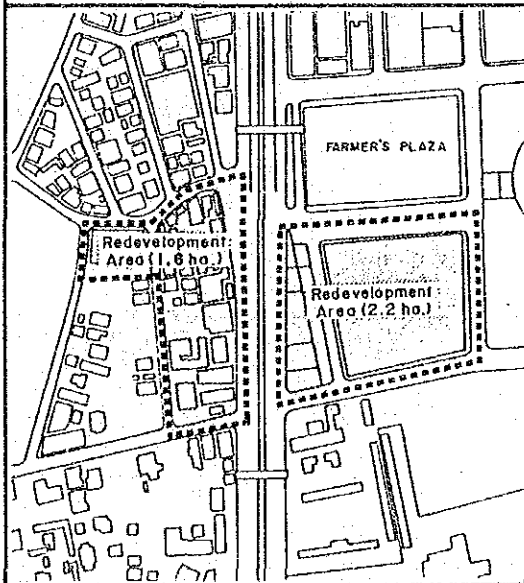 FARMER'S PLAZA
Redevelopment
Area (1.6 ha.)
Redevelopment
Area (2.2 ha.)